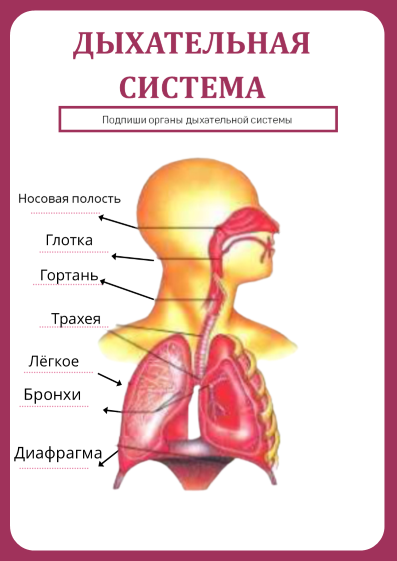 ДЫХАТЕЛЬНАЯ
СИСТЕМА
Подпиши органы дыхательной системы
Носовая полость
Глотка
Гортань
Трахея
Лёгкое
Бронхи
Диафрагма